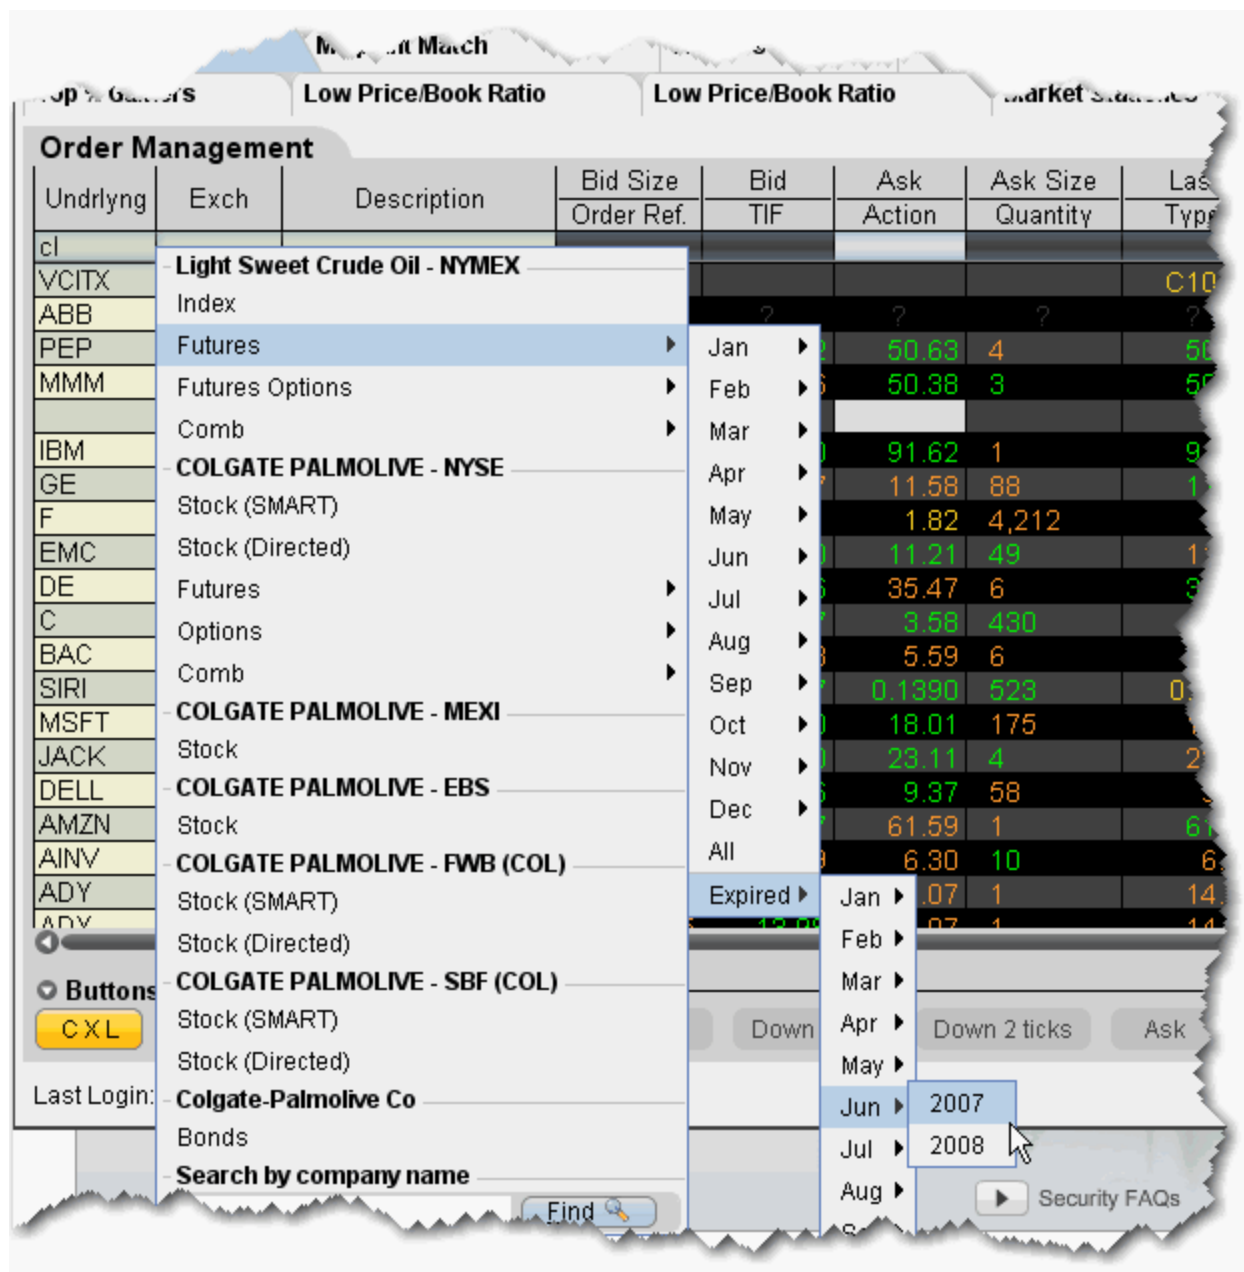 Match
Low Price/Book Ratio Low Price/Book Ratio
Order Management
Undrlyng Exch Description Bid Size Bid Ask Ask Size
Order Ref. TIF Action Quantity
cl
Light Sweet Crude Oil - NYMEX
VCITX
Index
ABB ? ? ? ?
Futures
PEP Jan 50.63 4
MMM Futures Options Feb 50.38 3
Comb Mar
IBM 91.62 1
COLGATE PALMOLIVE - NYSE
GE Apr 11.58 88
Stock (SMART)
F May 1.82 4,212
EMC Stock (Directed) Jun 11.21 49
DE Futures 35.47 6
Jul
C Options 3.58 430
BAC Aug 5.59 6
Comb
SIRI Sep 0.1390 523
COLGATE PALMOLIVE - MEXI
MSFT Oct 18.01 175
JACK Stock Nov 23.11 4
DELL COLGATE PALMOLIVE - EBS 9.37 58
Dec
AMZN Stock 61.59 1
AINV COLGATE PALMOLIVE - FWB (COL) All 6.30 10
ADY Stock (SMART) Expired Jan .07 1
ADY
Stock (Directed) Feb
Buttons COLGATE PALMOLIVE - SBF (COL) Mar
CXL Stock (SMART) Down Apr Down 2 ticks Ask
Stock (Directed) May
Last Login: Colgate-Palmolive Co Jun 2007
Bonds Jul 2008
Search by company name
Aug Security FAQs
Find